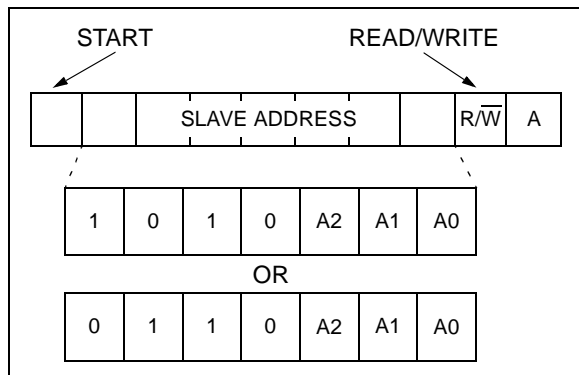 START READ/WRITE
SLAVE ADDRESS R/W̅ A
1 0 1 0 A2 A1 A0
OR
0 1 1 0 A2 A1 A0